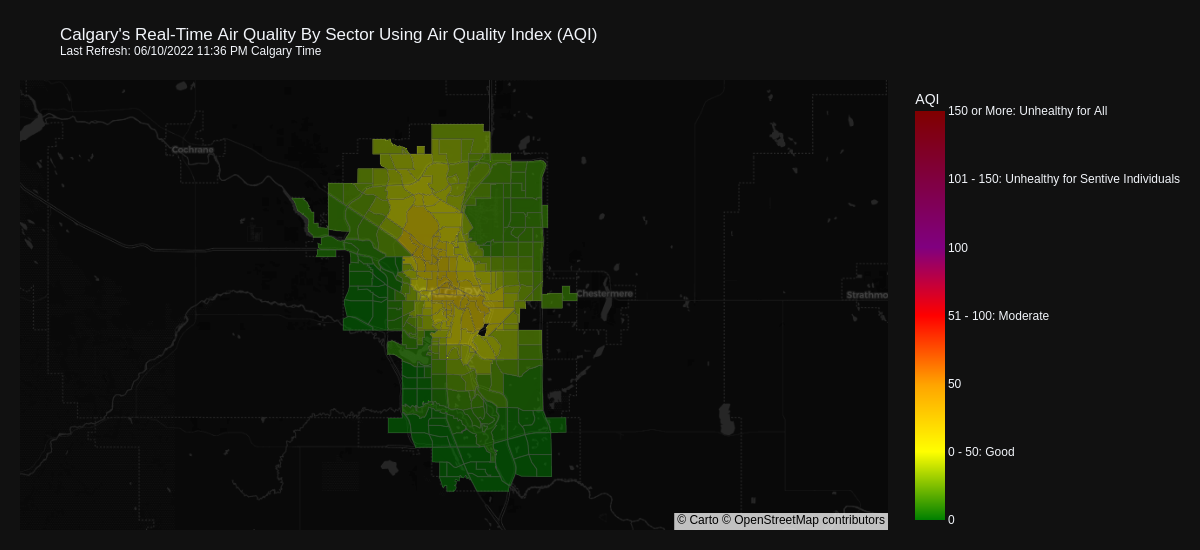 Calgary's Real-Time Air Quality By Sector Using Air Quality Index (AQI)
Last Refresh: 06/10/2022 11:36 PM Calgary Time
AQI
150 or More: Unhealthy for All
Cochrane
101 - 150: Unhealthy for Sentive Individuals
100
Chestermere
Strathmo
51 - 100: Moderate
50
0 - 50: Good
0
© Carto © OpenStreetMap contributors